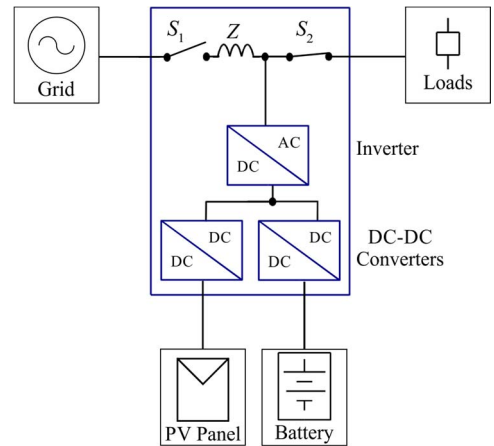 S1
Z
S2
Grid
Loads
AC
DC
Inverter
DC
DC
DC
DC
DC-DC
Converters
PV Panel
Battery